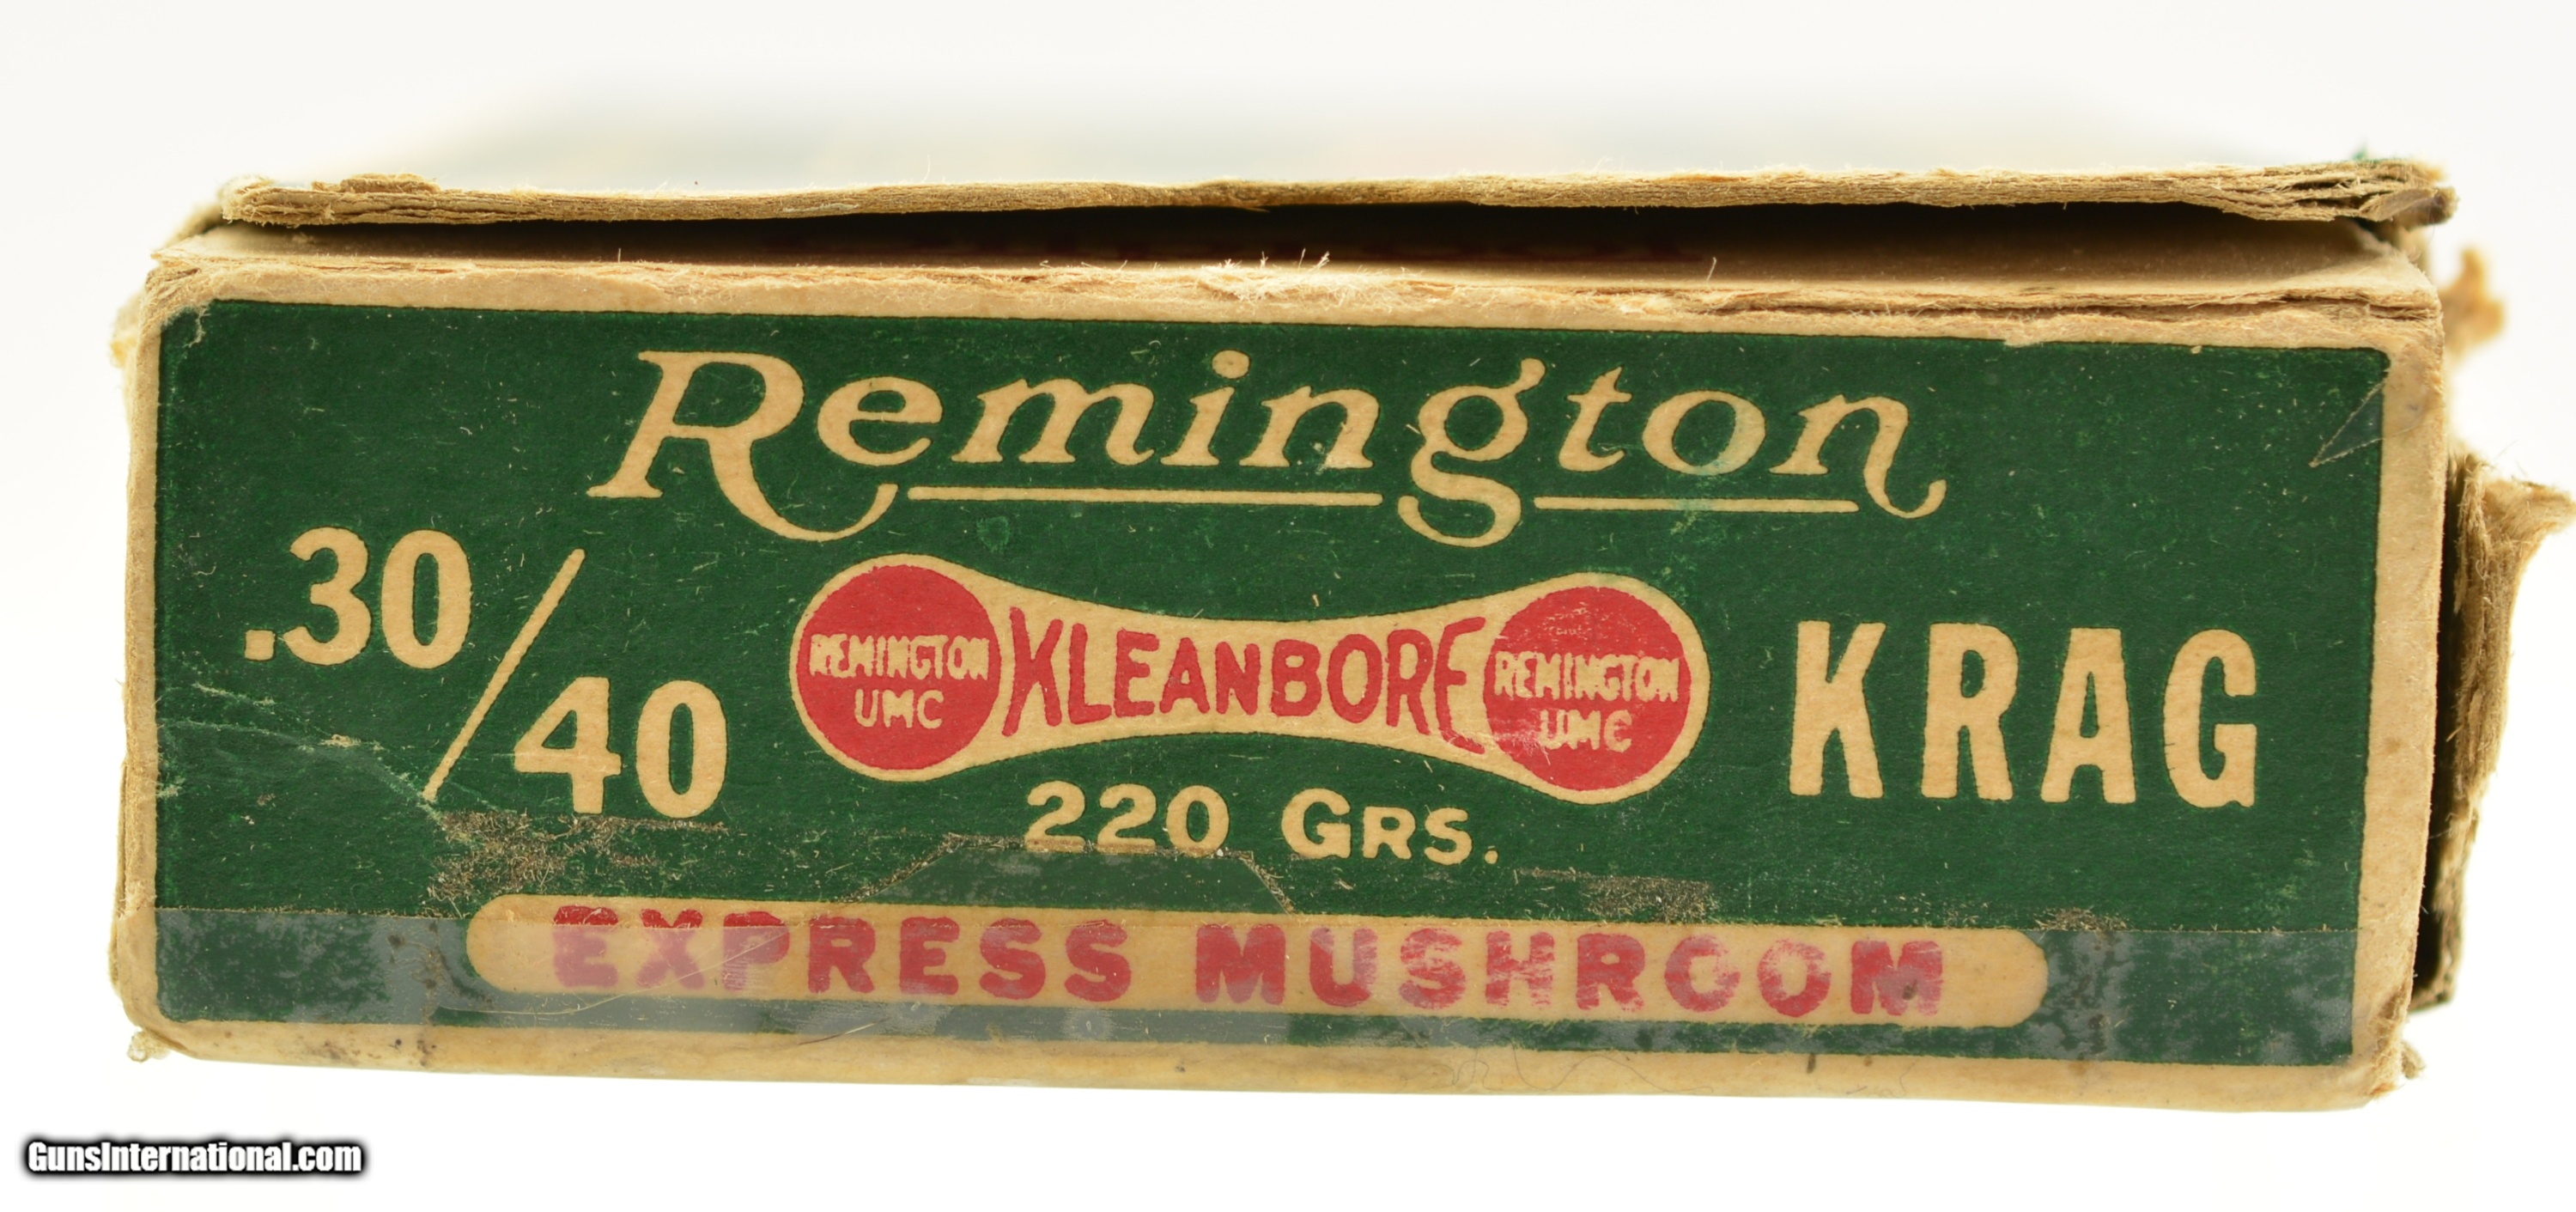 Remington
.30/40
REMINGTON UMC
KLEANBORE
REMINGTON UMC
KRAG
220 GRS.
EXPRESS MUSHROOM
GunsInternational.com